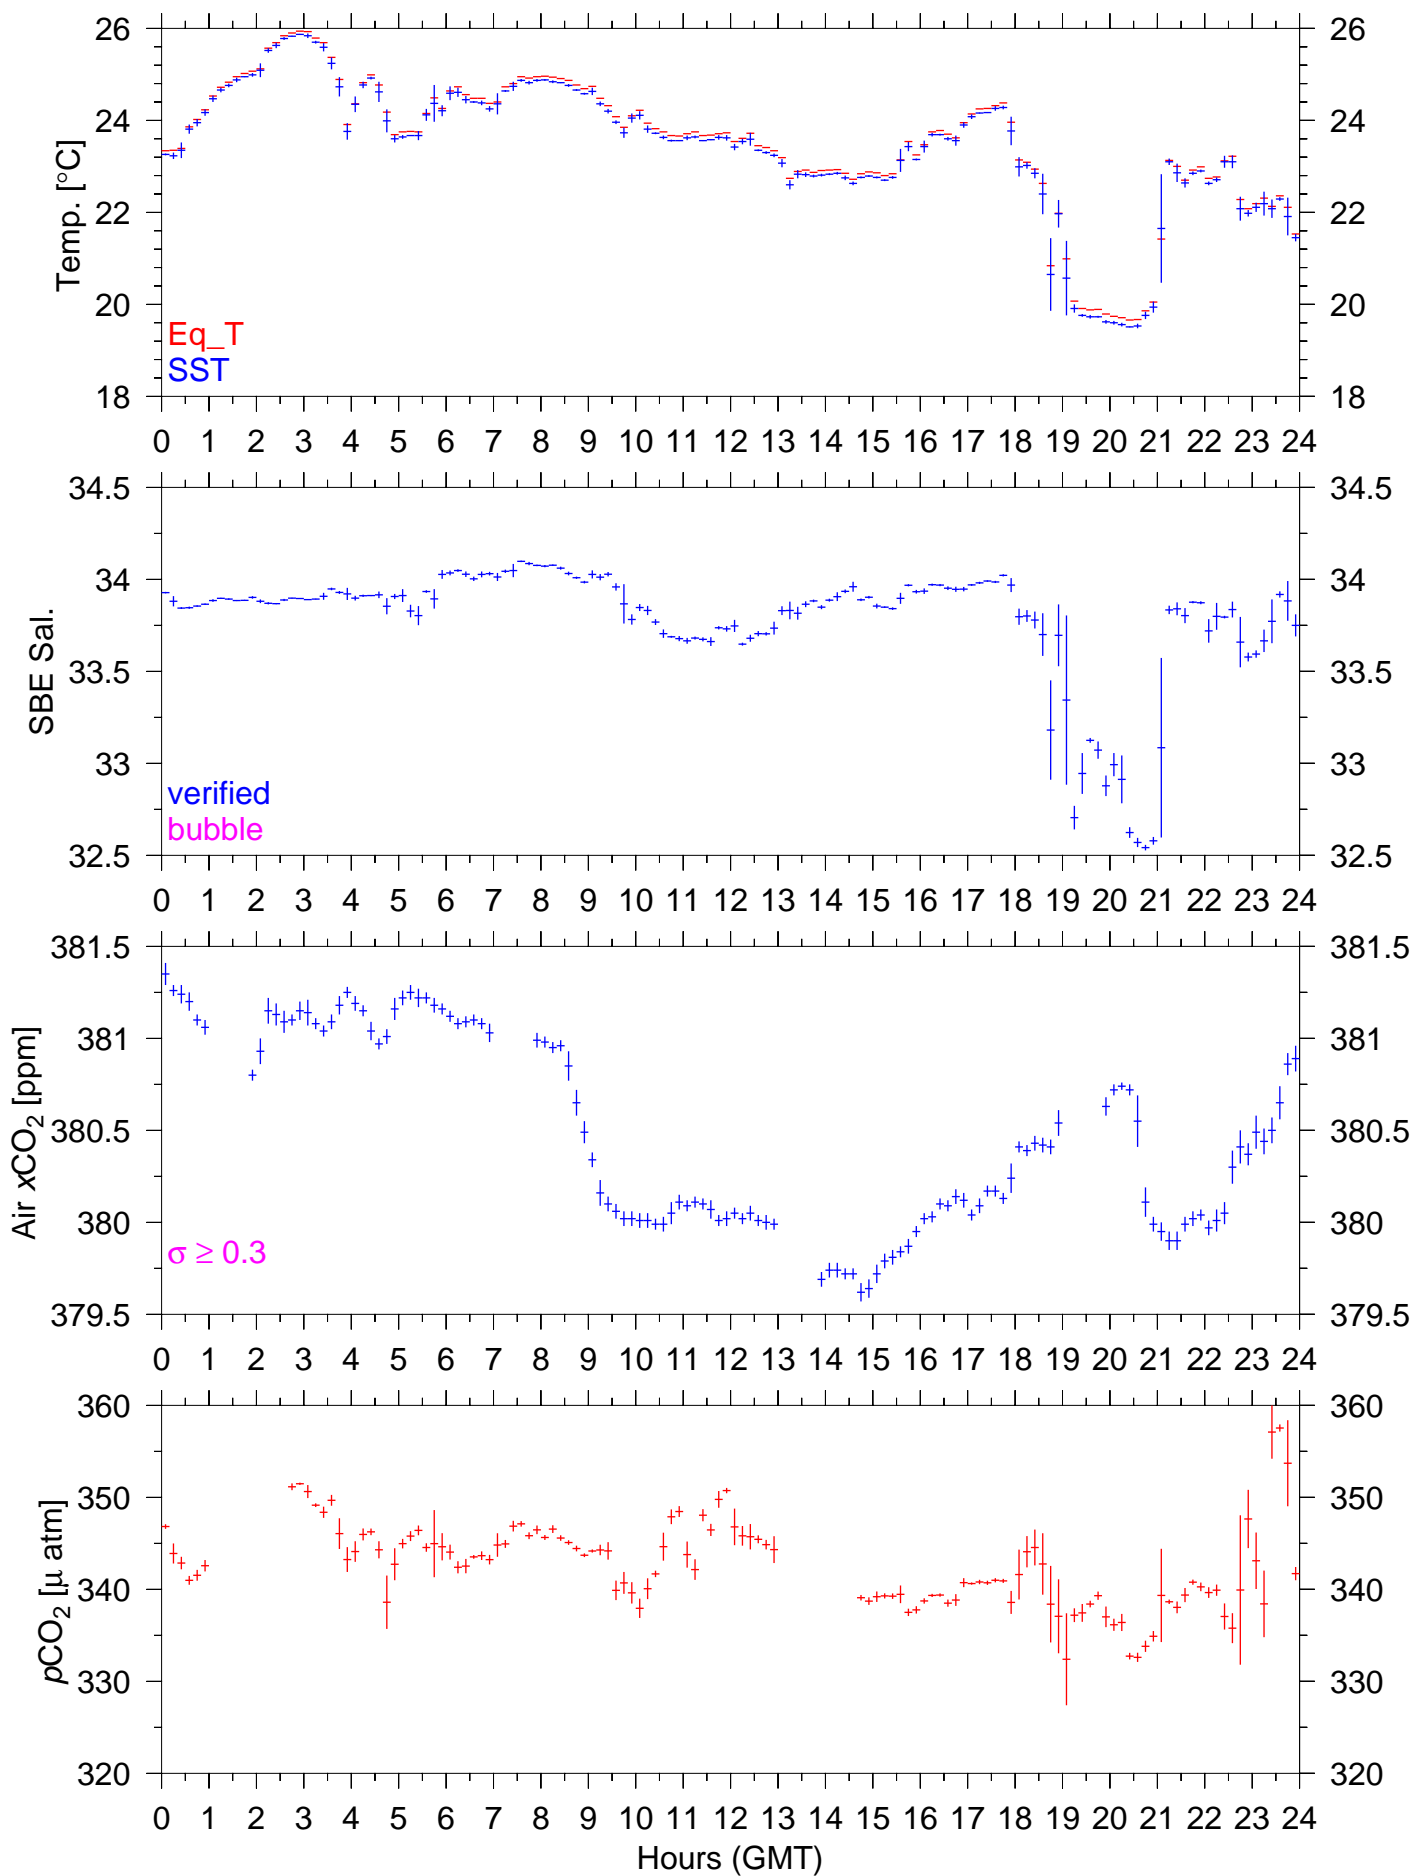 26 26
24 24
22 22
20 20
18 18
Temp. [°C]
Eq_T
SST
0 1 2 3 4 5 6 7 8 9 10 11 12 13 14 15 16 17 18 19 20 21 22 23 24
34.5 34.5
34 34
33.5 33.5
33 33
32.5 32.5
SBE Sal.
verified
bubble
0 1 2 3 4 5 6 7 8 9 10 11 12 13 14 15 16 17 18 19 20 21 22 23 24
381.5 381.5
381 381
380.5 380.5
380 380
379.5 379.5
Air xCO₂ [ppm]
σ ≥ 0.3
0 1 2 3 4 5 6 7 8 9 10 11 12 13 14 15 16 17 18 19 20 21 22 23 24
360 360
350 350
340 340
330 330
320 320
pCO₂ [μ atm]
0 1 2 3 4 5 6 7 8 9 10 11 12 13 14 15 16 17 18 19 20 21 22 23 24
Hours (GMT)